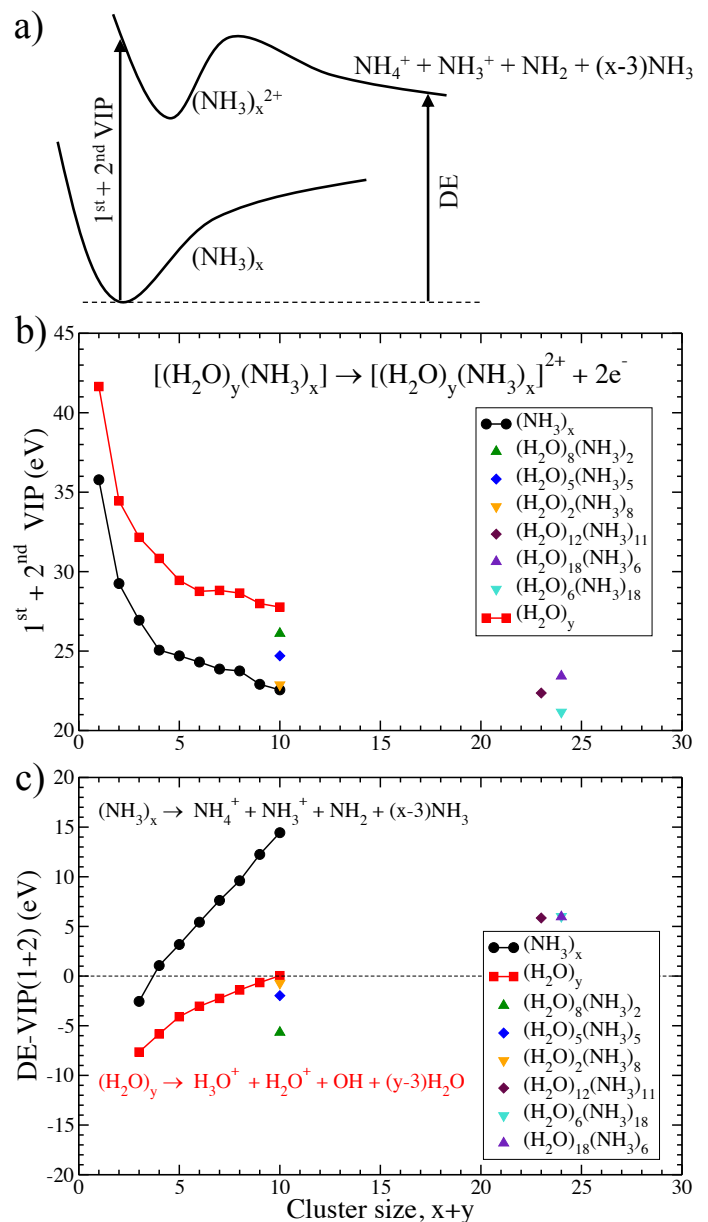 a)
NH₄⁺ + NH₃⁺ + NH₂ + (x-3)NH₃
(NH₃)ₓ²⁺
1ˢᵗ + 2ⁿᵈ VIP
DE
(NH₃)ₓ
b)
45
40
35
30
25
20
1ˢᵗ + 2ⁿᵈ VIP (eV)
[(H₂O)ᵧ(NH₃)ₓ] → [(H₂O)ᵧ(NH₃)ₓ]²⁺ + 2e⁻
(NH₃)ₓ
(H₂O)₈(NH₃)₂
(H₂O)₅(NH₃)₅
(H₂O)₂(NH₃)₈
(H₂O)₁₂(NH₃)₁₁
(H₂O)₁₈(NH₃)₆
(H₂O)₆(NH₃)₁₈
(H₂O)ᵧ
0 5 10 15 20 25 30
c)
20
15
10
5
0
-5
-10
-15
-20
DE-VIP(1+2) (eV)
(NH₃)ₓ → NH₄⁺ + NH₃⁺ + NH₂ + (x-3)NH₃
(NH₃)ₓ
(H₂O)ᵧ
(H₂O)₈(NH₃)₂
(H₂O)₅(NH₃)₅
(H₂O)₂(NH₃)₈
(H₂O)₁₂(NH₃)₁₁
(H₂O)₆(NH₃)₁₈
(H₂O)₁₈(NH₃)₆
(H₂O)ᵧ → H₃O⁺ + H₂O⁺ + OH + (y-3)H₂O
0 5 10 15 20 25 30
Cluster size, x+y